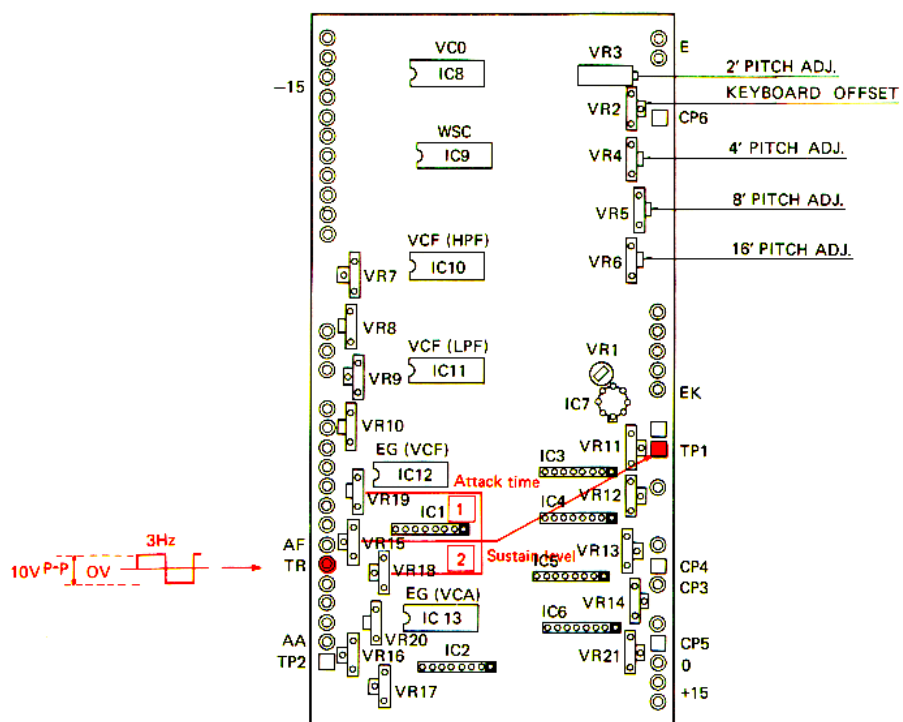 E
VCO
IC8
VR3
2' PITCH ADJ.
-15
KEYBOARD OFFSET
VR2
CP6
WSC
IC9
VR4
4' PITCH ADJ.
VR5
8' PITCH ADJ.
VCF (HPF)
IC10
VR6
16' PITCH ADJ.
VR7
VR8
VCF (LPF)
IC11
VR1
VR9
EK
IC7
VR10
VR11
TP1
EG (VCF)
IC12
IC3
Attack time
VR19
VR12
IC1
1
IC4
3Hz
AF
VR15
VR13
10V P-P
0V
TR
2
Sustain level
IC5
VR18
CP4
CP3
EG (VCA)
IC 13
VR14
IC6
VR20
AA
CP5
TP2
VR16
IC2
VR21
0
VR17
+15